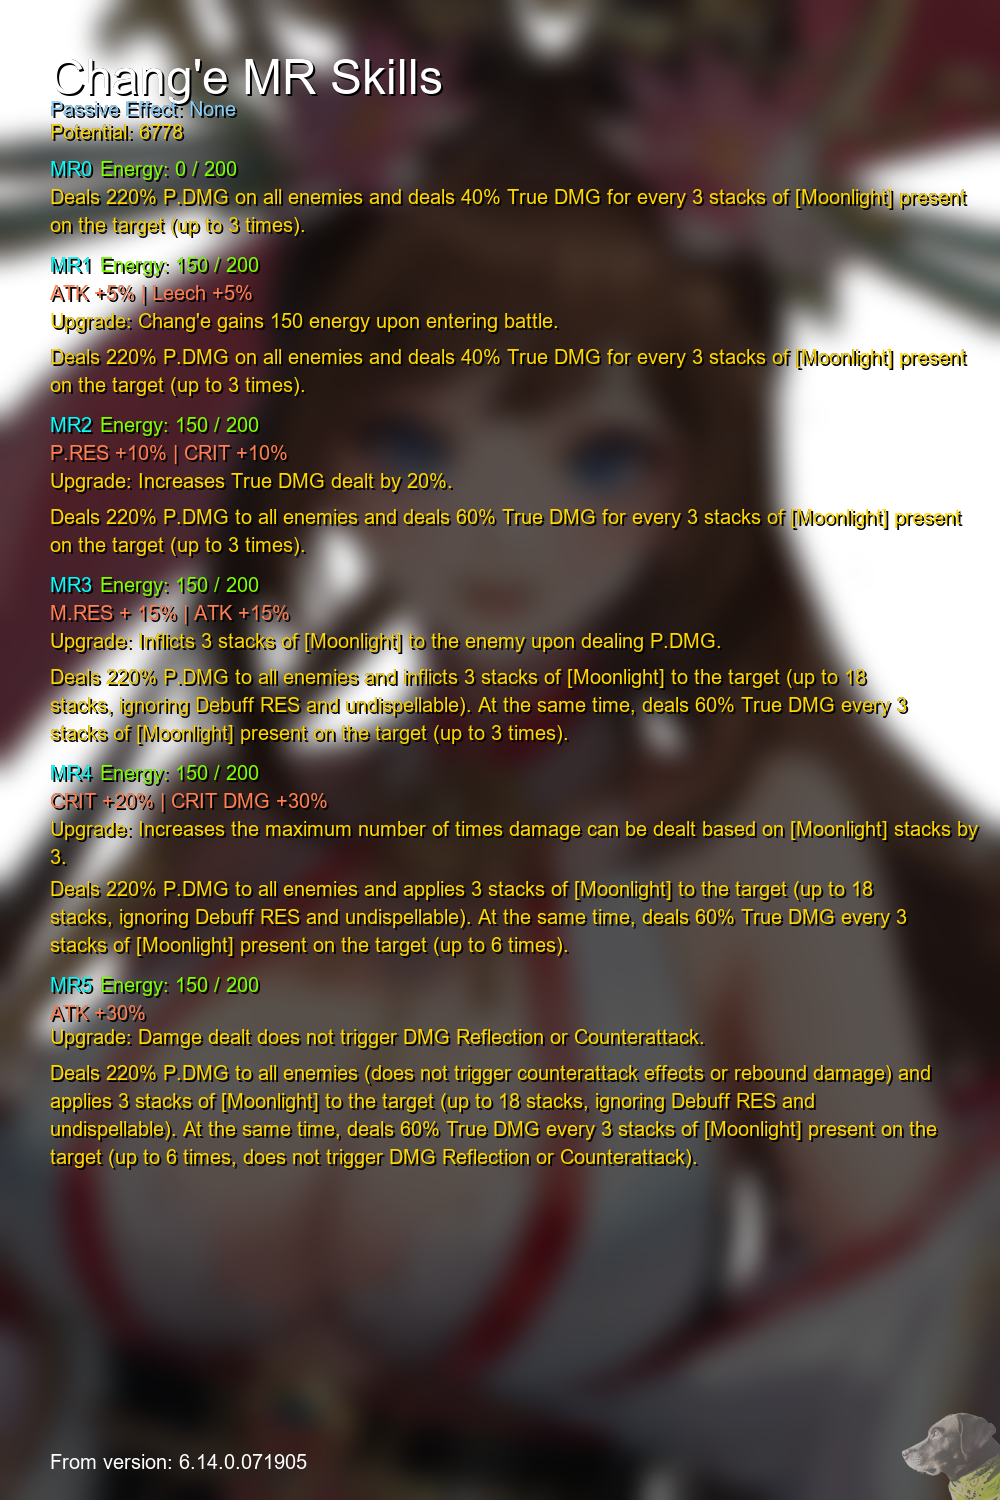 Chang'e MR Skills
Passive Effect: None
Potential: 6778
MR0 Energy: 0 / 200
Deals 220% P.DMG on all enemies and deals 40% True DMG for every 3 stacks of [Moonlight] present
on the target (up to 3 times).
MR1 Energy: 150 / 200
ATK +5% | Leech +5%
Upgrade: Chang'e gains 150 energy upon entering battle.
Deals 220% P.DMG on all enemies and deals 40% True DMG for every 3 stacks of [Moonlight] present
on the target (up to 3 times).
MR2 Energy: 150 / 200
P.RES +10% | CRIT +10%
Upgrade: Increases True DMG dealt by 20%.
Deals 220% P.DMG to all enemies and deals 60% True DMG for every 3 stacks of [Moonlight] present
on the target (up to 3 times).
MR3 Energy: 150 / 200
M.RES + 15% | ATK +15%
Upgrade: Inflicts 3 stacks of [Moonlight] to the enemy upon dealing P.DMG.
Deals 220% P.DMG to all enemies and inflicts 3 stacks of [Moonlight] to the target (up to 18
stacks, ignoring Debuff RES and undispellable). At the same time, deals 60% True DMG every 3
stacks of [Moonlight] present on the target (up to 3 times).
MR4 Energy: 150 / 200
CRIT +20% | CRIT DMG +30%
Upgrade: Increases the maximum number of times damage can be dealt based on [Moonlight] stacks by
3.
Deals 220% P.DMG to all enemies and applies 3 stacks of [Moonlight] to the target (up to 18
stacks, ignoring Debuff RES and undispellable). At the same time, deals 60% True DMG every 3
stacks of [Moonlight] present on the target (up to 6 times).
MR5 Energy: 150 / 200
ATK +30%
Upgrade: Damge dealt does not trigger DMG Reflection or Counterattack.
Deals 220% P.DMG to all enemies (does not trigger counterattack effects or rebound damage) and
applies 3 stacks of [Moonlight] to the target (up to 18 stacks, ignoring Debuff RES and
undispellable). At the same time, deals 60% True DMG every 3 stacks of [Moonlight] present on the
target (up to 6 times, does not trigger DMG Reflection or Counterattack).
From version: 6.14.0.071905